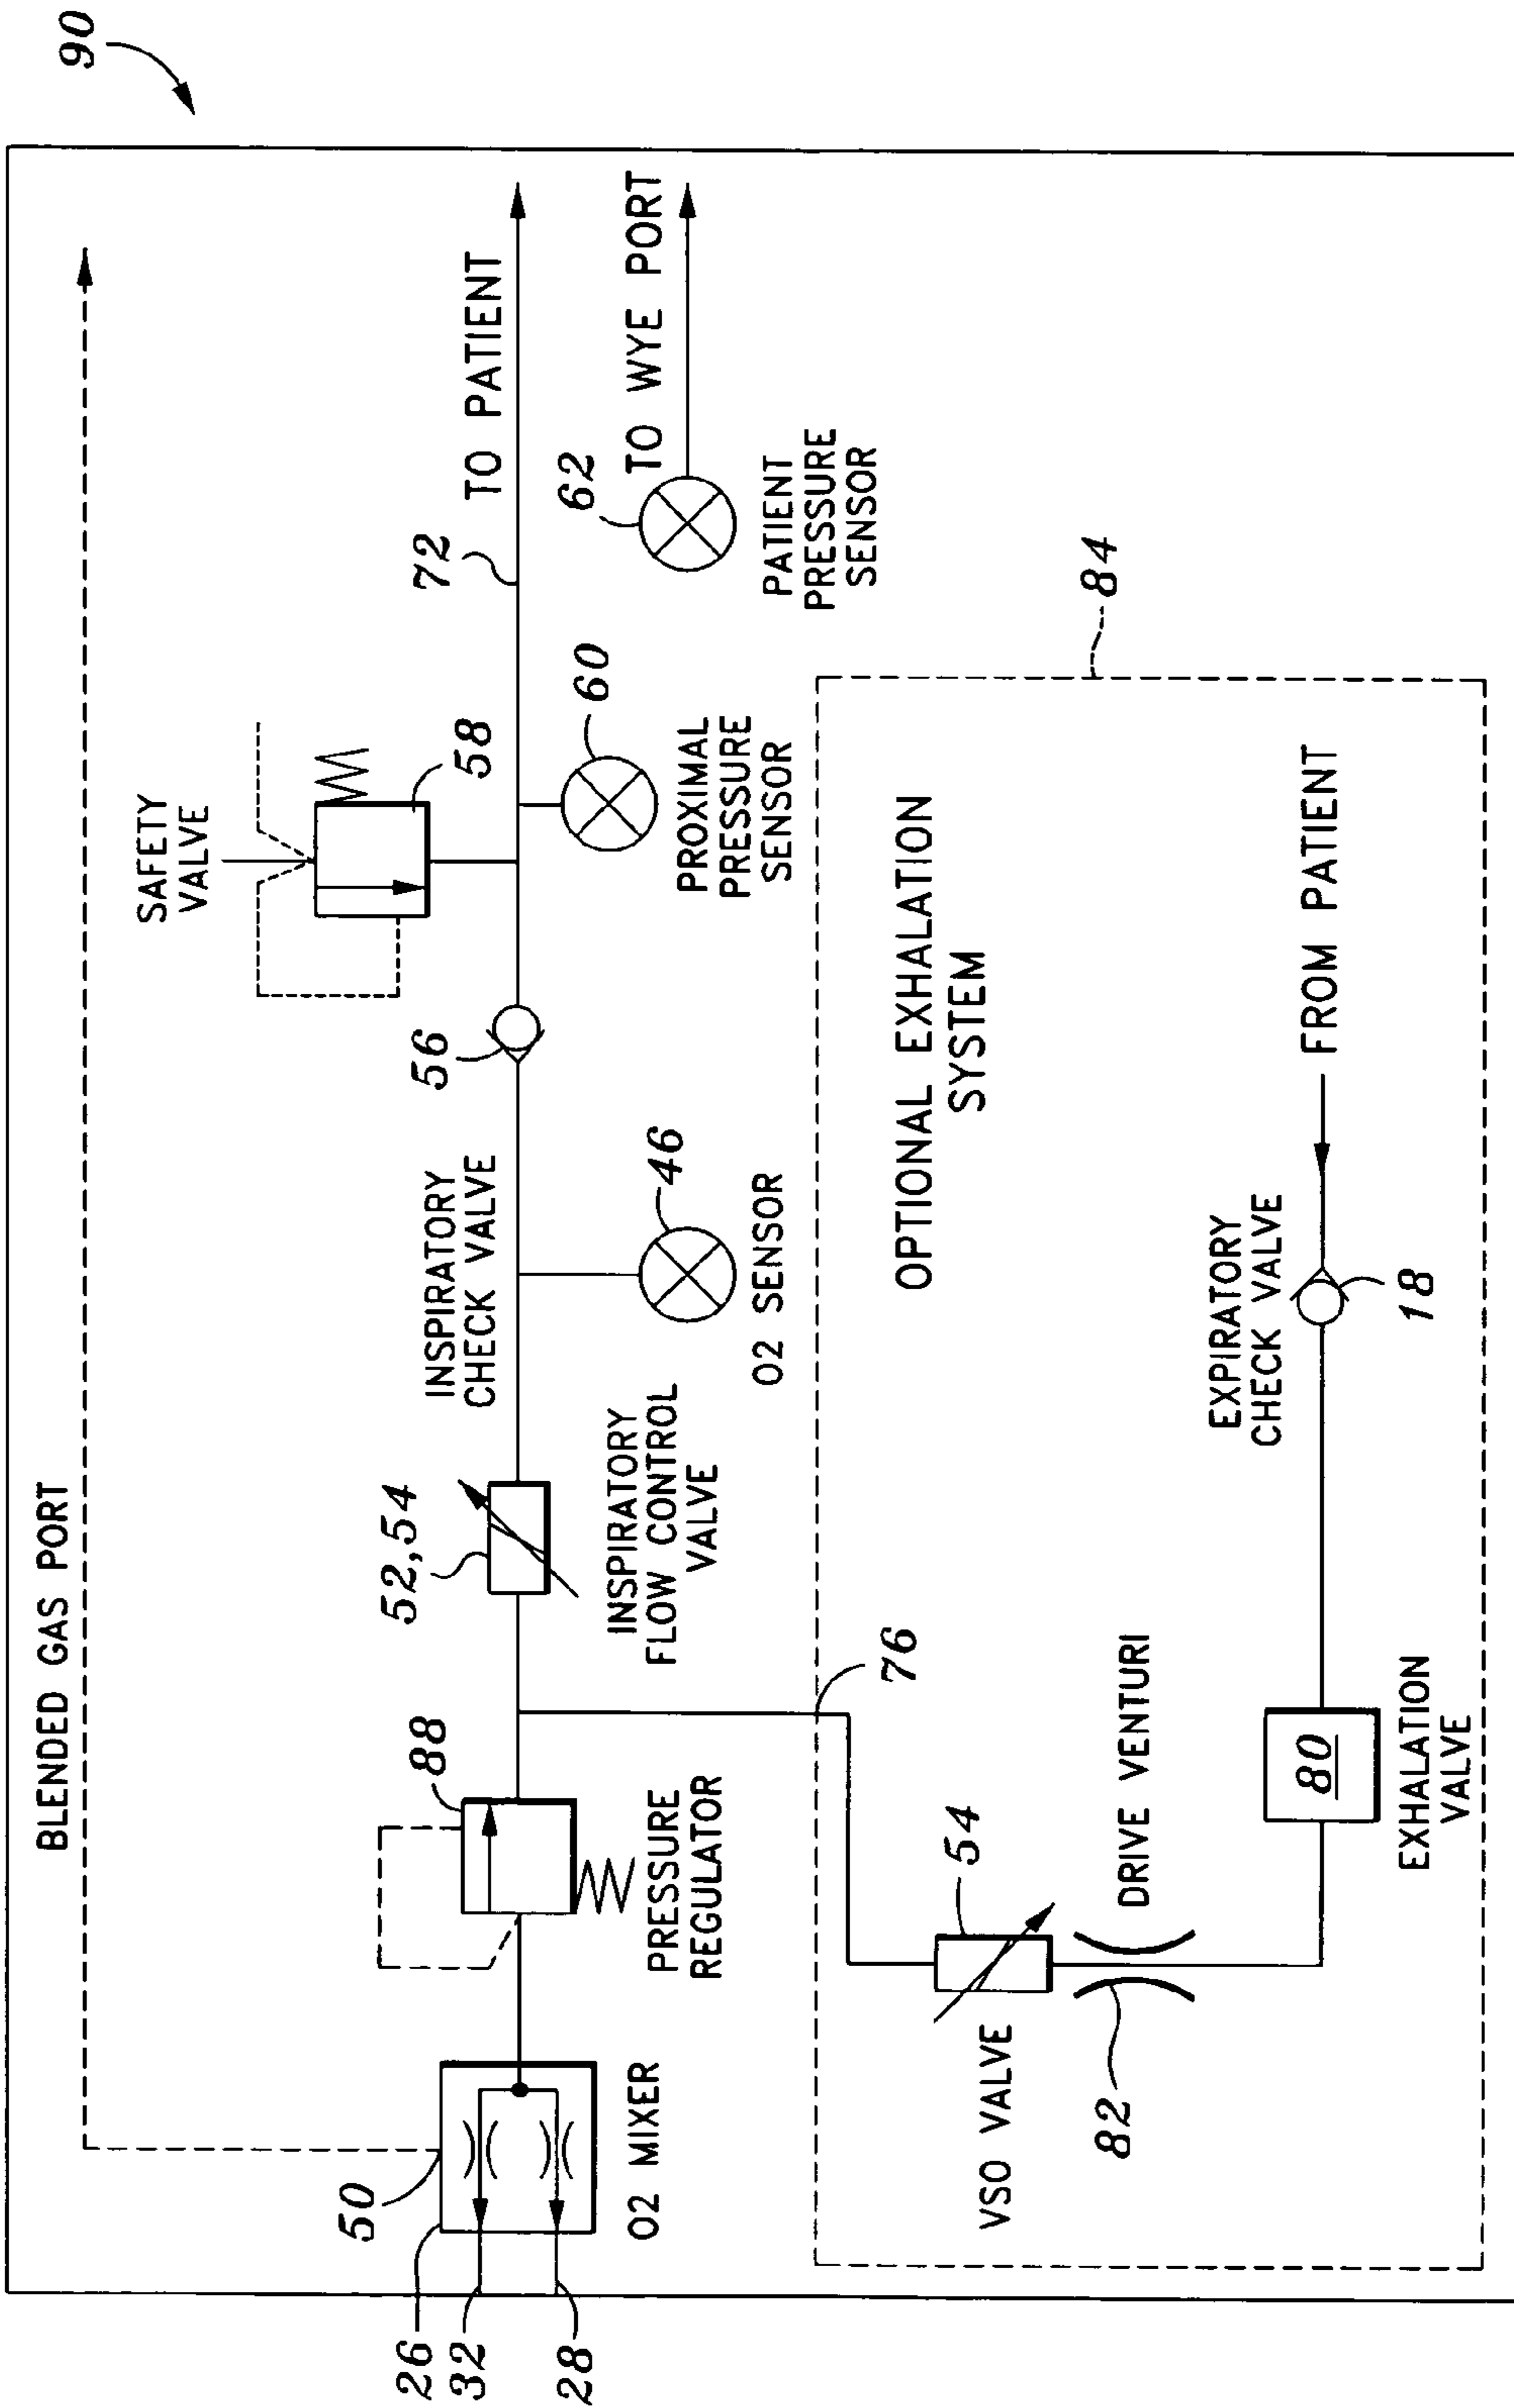 90
BLENDED GAS PORT
SAFETY
VALVE
58
TO PATIENT
72
TO WYE PORT
62
PATIENT
PRESSURE
SENSOR
60
PROXIMAL
PRESSURE
SENSOR
56
INSPIRATORY
CHECK VALVE
46
O2 SENSOR
52,54
INSPIRATORY
FLOW CONTROL
VALVE
88
PRESSURE
REGULATOR
50
26
32
28
O2 MIXER
76
84
OPTIONAL EXHALATION
SYSTEM
VSO VALVE
54
DRIVE VENTURI
82
80
EXHALATION
VALVE
EXPIRATORY
CHECK VALVE
18
FROM PATIENT